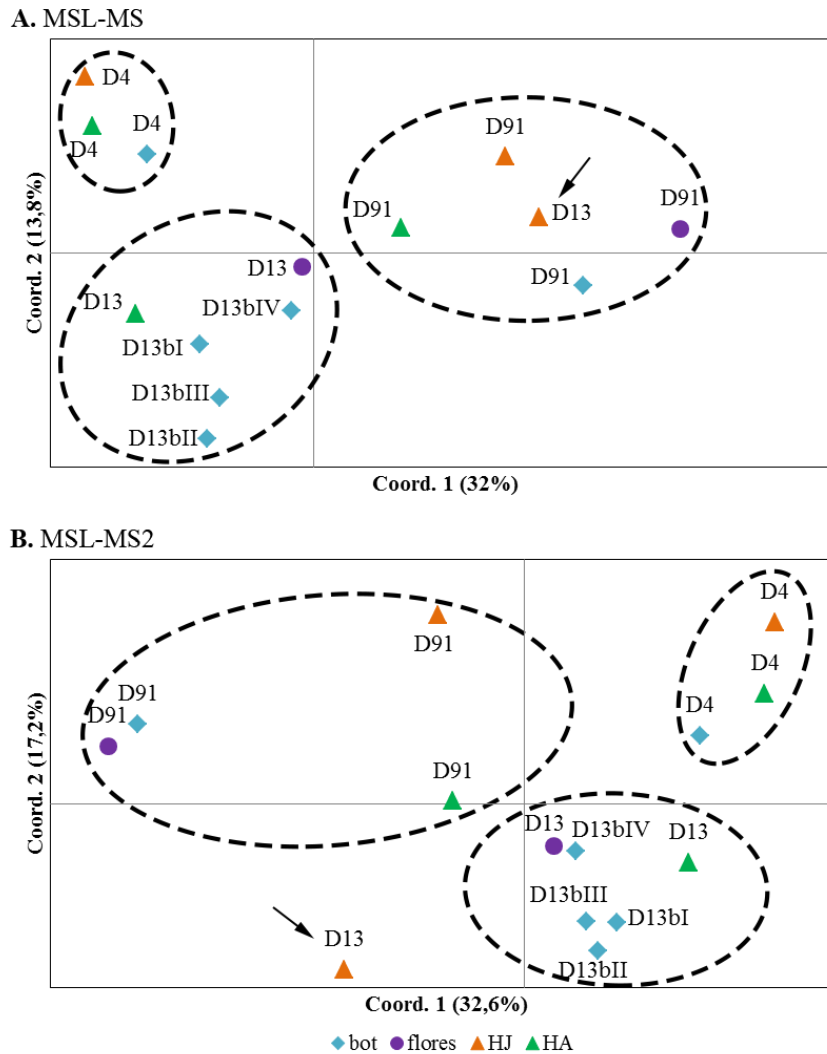 A. MSL-MS
D4
D4
D4
D91
D13
D91
D91
D91
D13
D13
D13bIV
D13bI
D13bIII
D13bII
Coord. 2 (13,8%)
Coord. 1 (32%)
B. MSL-MS2
D4
D91
D4
D91
D91
D4
D91
D13
D13bIV
D13
D13bIII
D13bI
D13bII
D13
Coord. 2 (17,2%)
Coord. 1 (32,6%)
bot flores HJ HA